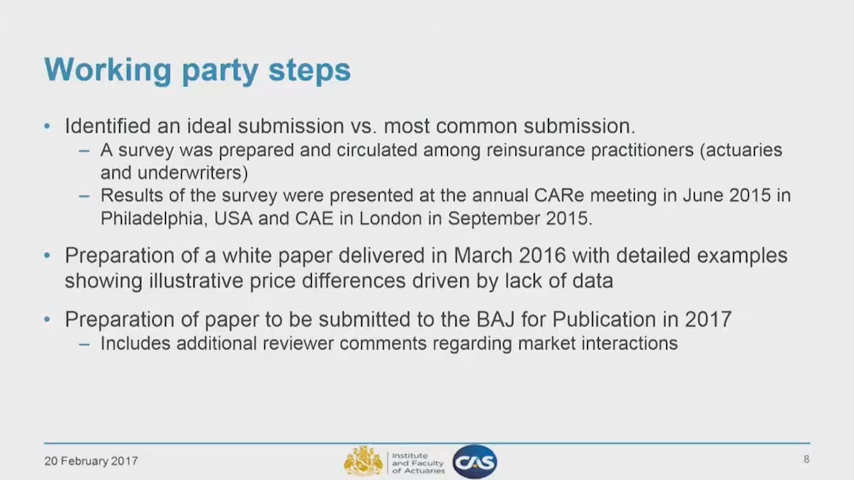 Working party steps
• Identified an ideal submission vs. most common submission.
– A survey was prepared and circulated among reinsurance practitioners (actuaries
and underwriters)
– Results of the survey were presented at the annual CARe meeting in June 2015 in
Philadelphia, USA and CAE in London in September 2015.
• Preparation of a white paper delivered in March 2016 with detailed examples
showing illustrative price differences driven by lack of data
• Preparation of paper to be submitted to the BAJ for Publication in 2017
– Includes additional reviewer comments regarding market interactions
20 February 2017
Institute
and Faculty
of Actuaries
CAS
8